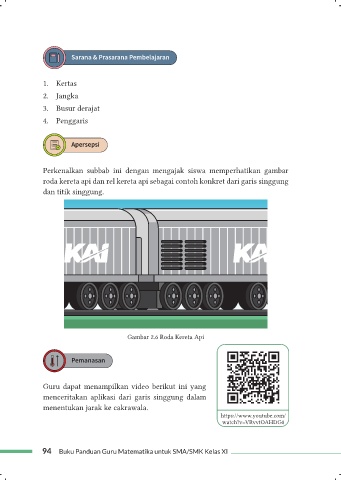 Sarana & Prasarana Pembelajaran
1. Kertas
2. Jangka
3. Busur derajat
4. Penggaris
Apersepsi
Perkenalkan subbab ini dengan mengajak siswa memperhatikan gambar
roda kereta api dan rel kereta api sebagai contoh konkret dari garis singgung
dan titik singgung.
KAI
KAI
Gambar 2.6 Roda Kereta Api
Pemanasan
Guru dapat menampilkan video berikut ini yang
menceritakan aplikasi dari garis singgung dalam
menentukan jarak ke cakrawala.
https://www.youtube.com/
94 Buku Panduan Guru Matematika untuk SMA/SMK Kelas XI